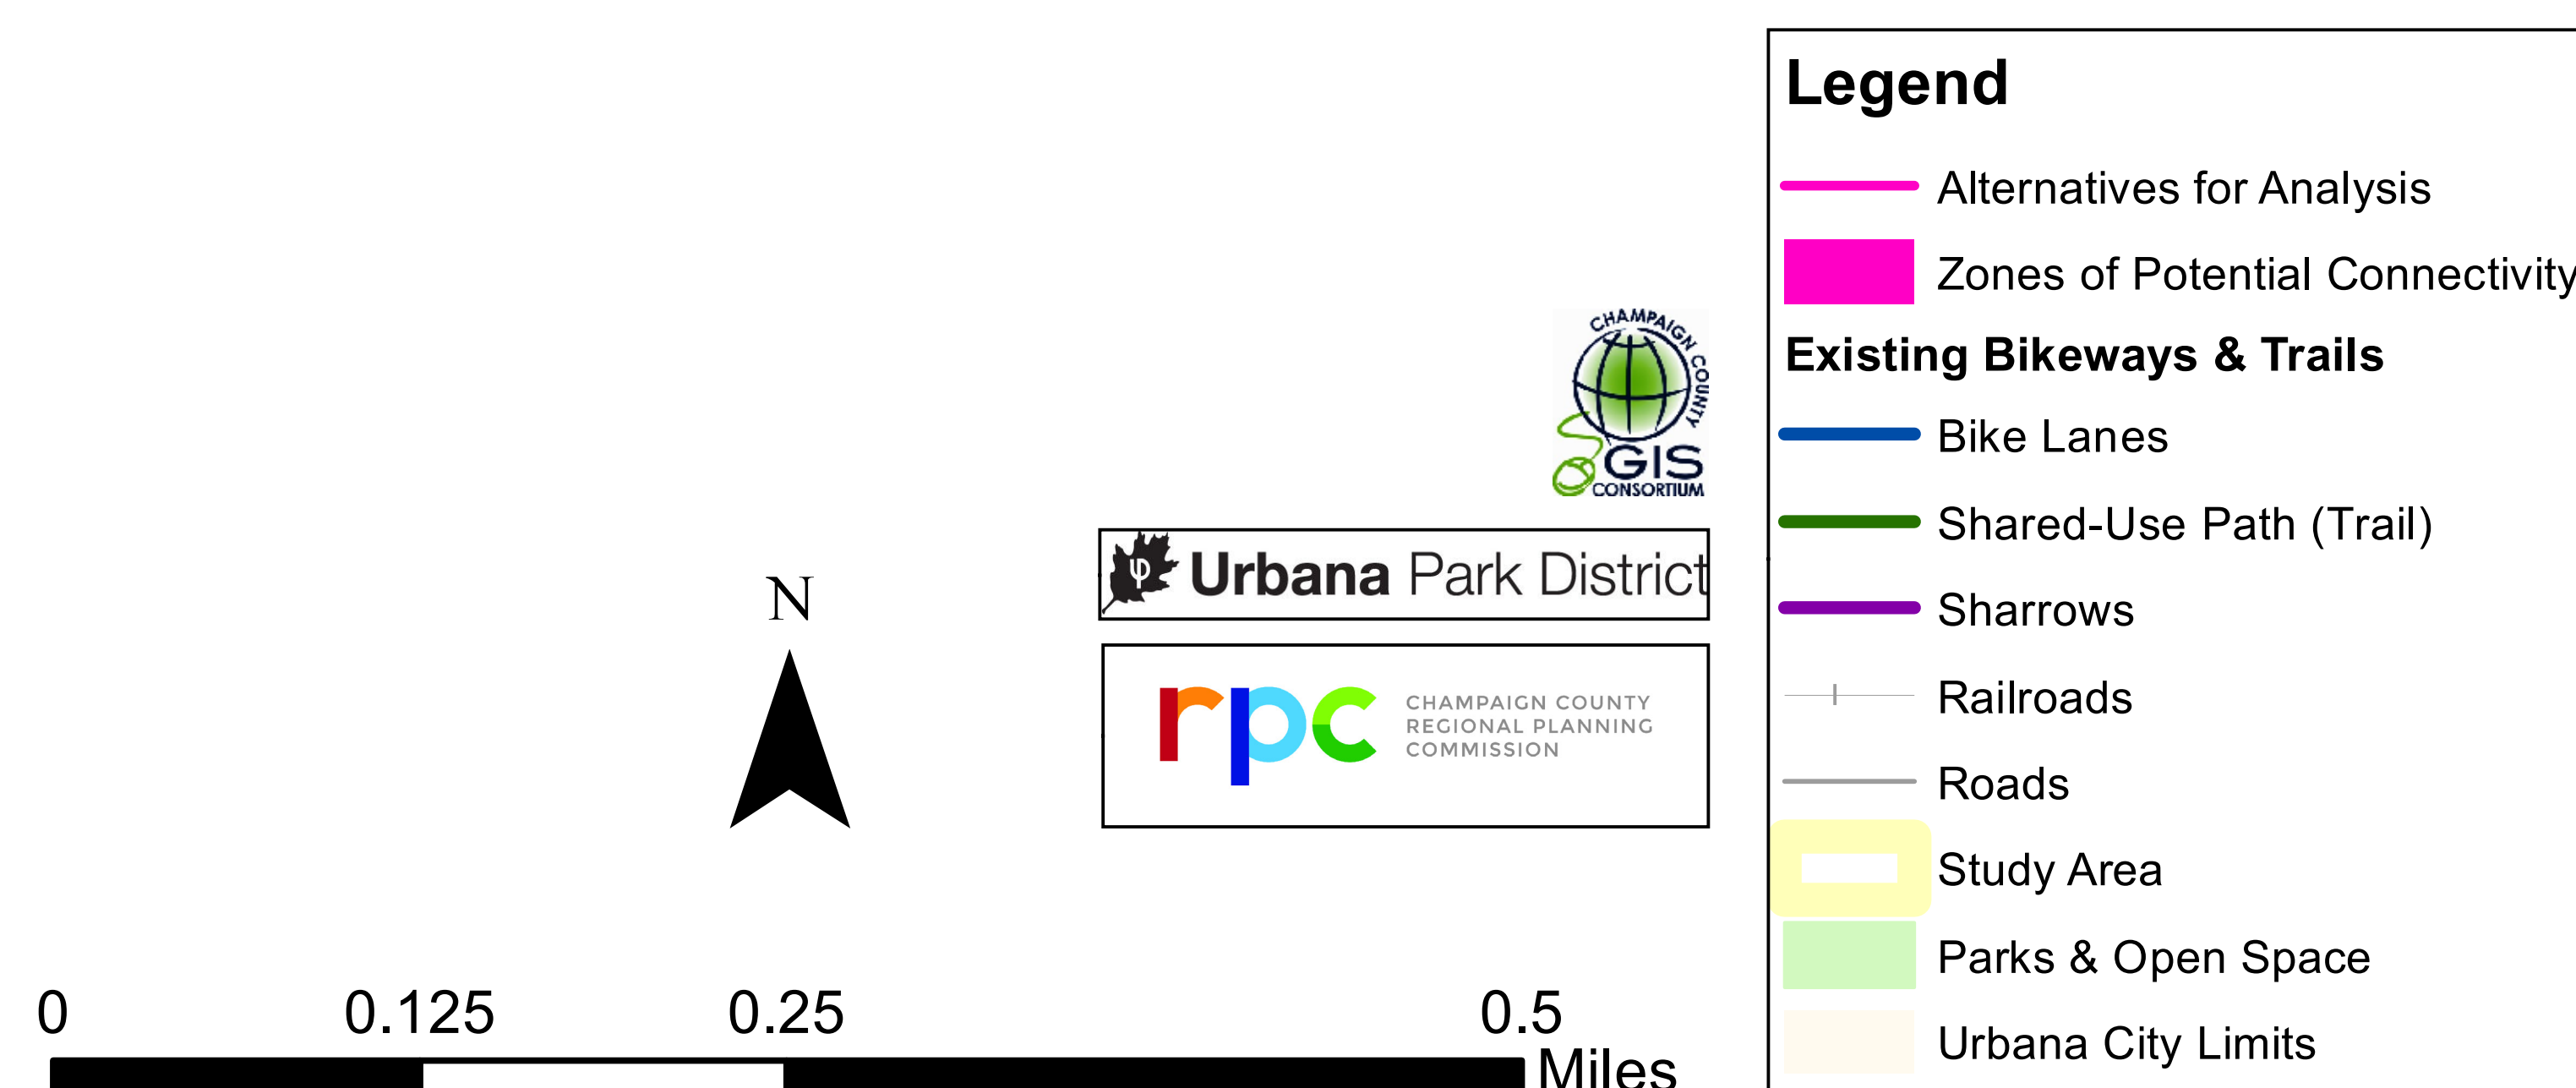 Legend
Alternatives for Analysis
Zones of Potential Connectivity
Existing Bikeways & Trails
Bike Lanes
Shared-Use Path (Trail)
Sharrows
Railroads
Roads
Study Area
Parks & Open Space
Urbana City Limits
CHAMPAIGN COUNTY
GIS
CONSORTIUM
Urbana Park District
rpc
CHAMPAIGN COUNTY
REGIONAL PLANNING
COMMISSION
N
0 0.125 0.25 0.5
Miles